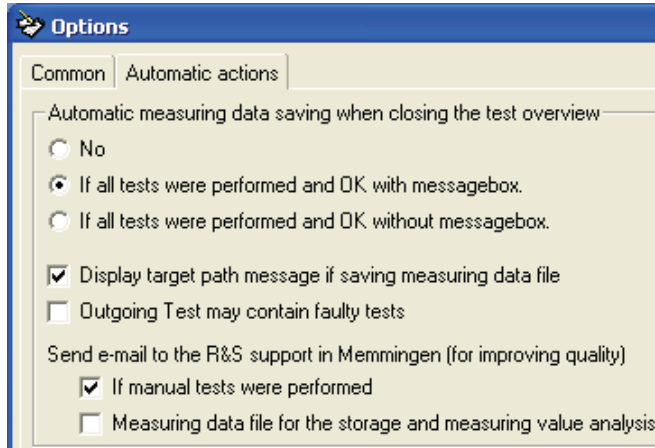 Options
Common Automatic actions
Automatic measuring data saving when closing the test overview
No
If all tests were performed and OK with messagebox.
If all tests were performed and OK without messagebox.
Display target path message if saving measuring data file
Outgoing Test may contain faulty tests
Send e-mail to the R&S support in Memmingen (for improving quality)
If manual tests were performed
Measuring data file for the storage and measuring value analysis